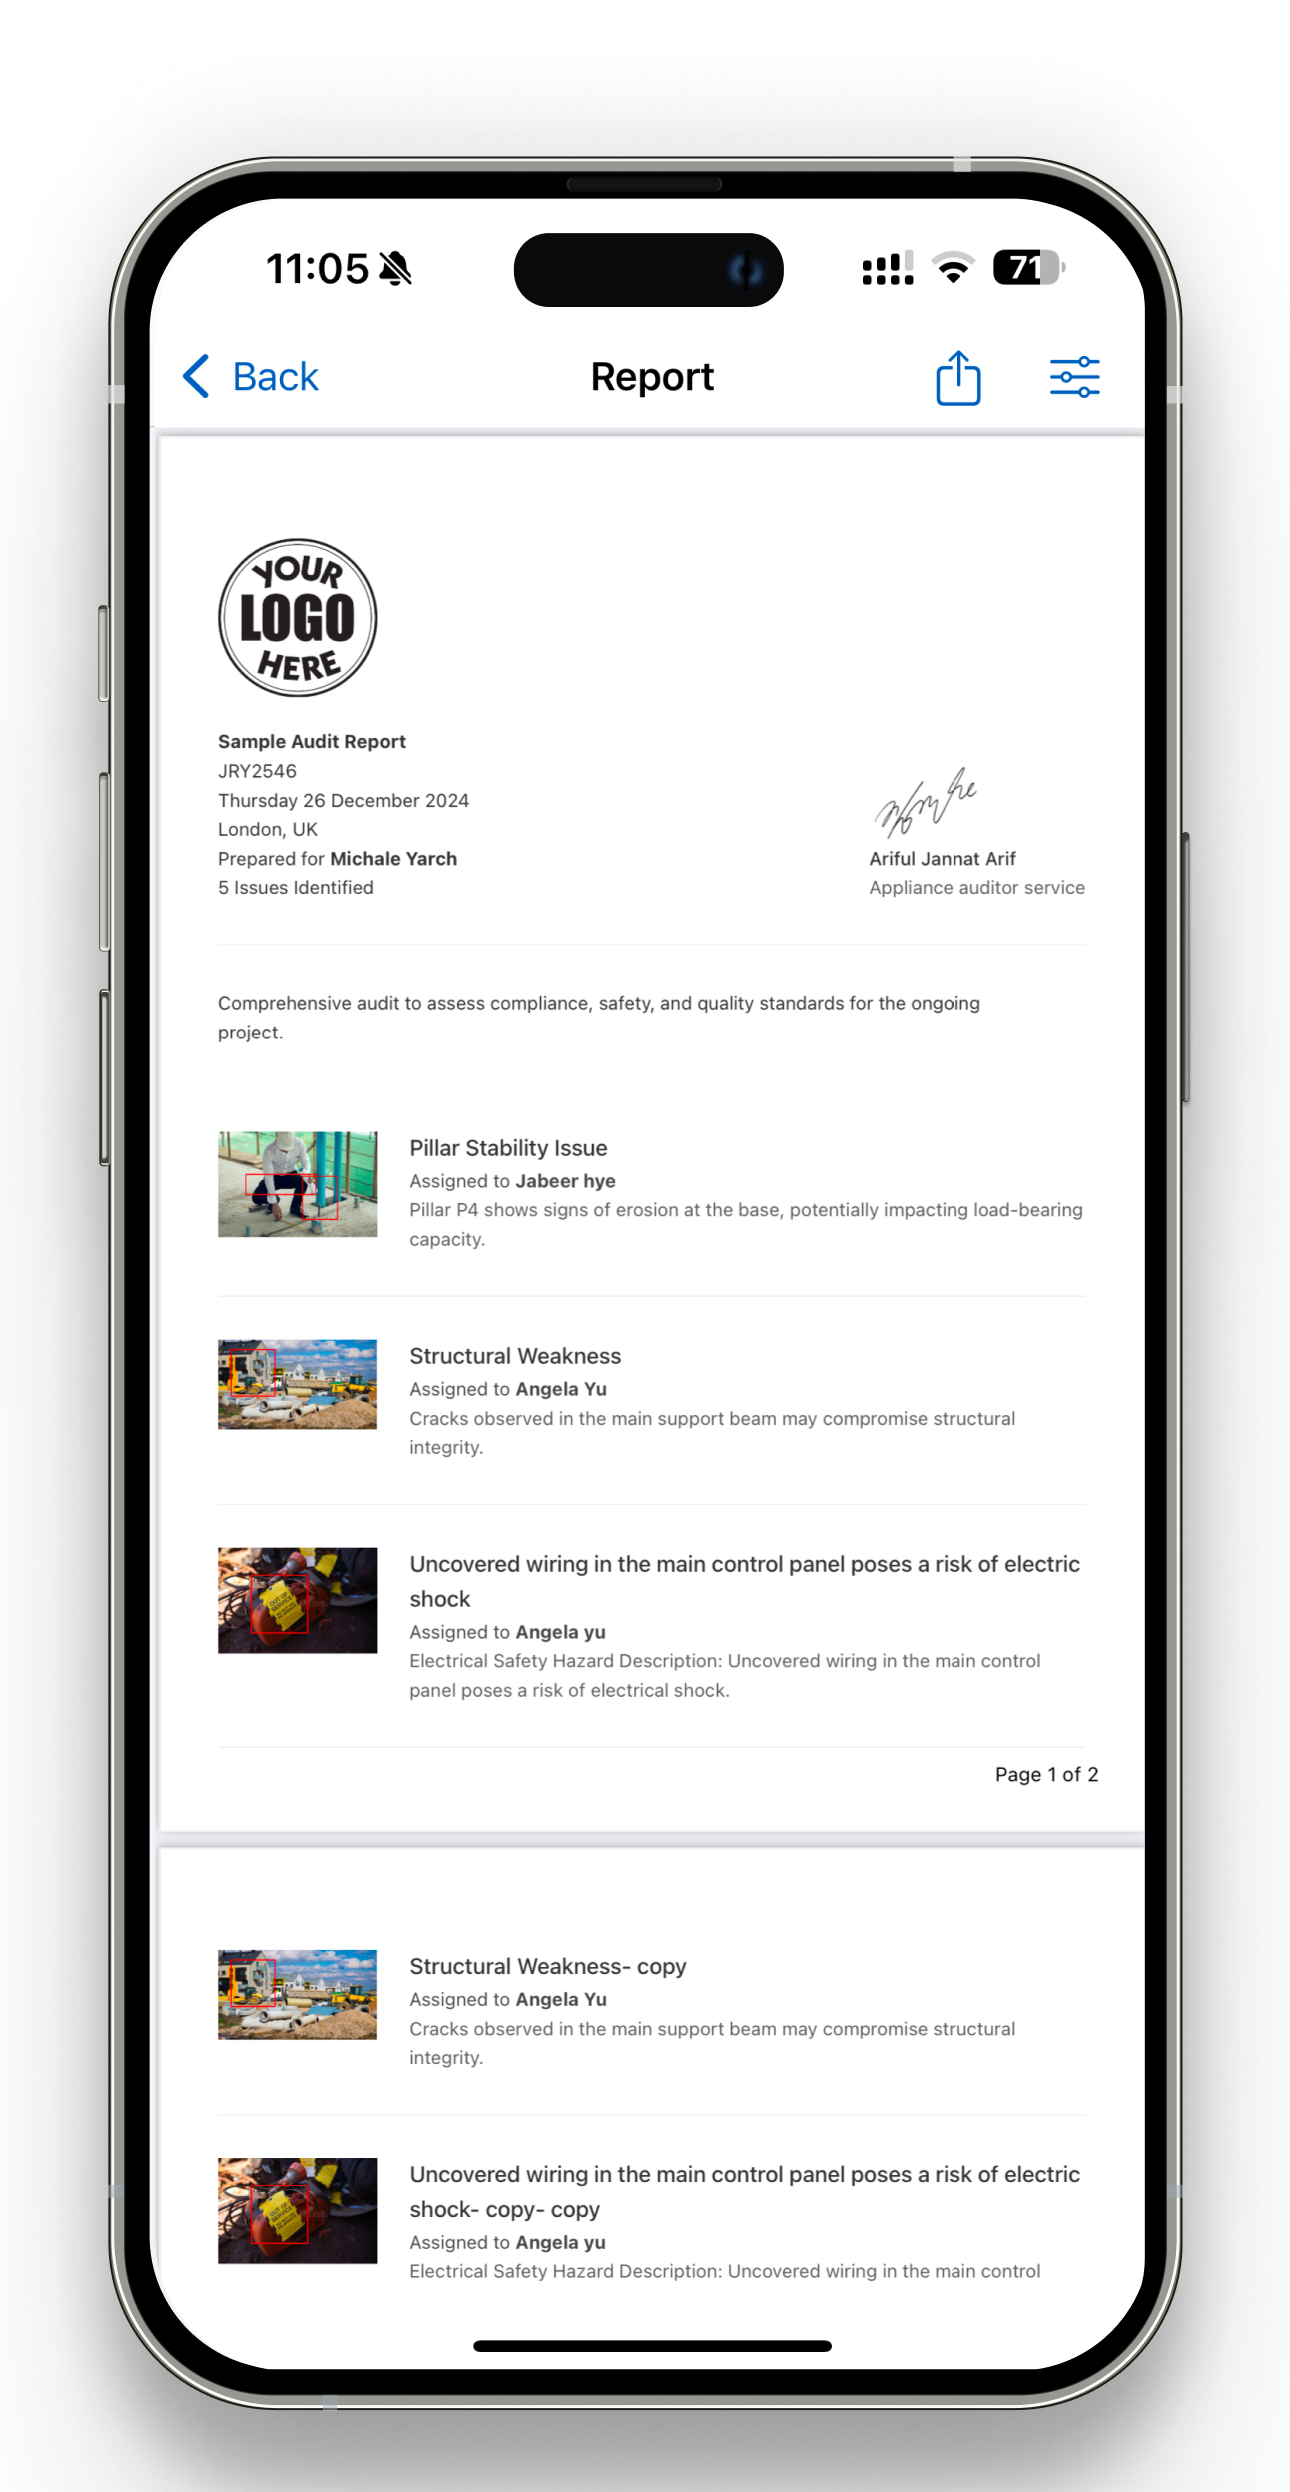 11:05
71
Back
Report
YOUR
LOGO
HERE
Sample Audit Report
JRY2546
Thursday 26 December 2024
London, UK
Prepared for Michale Yarch
5 Issues Identified
Ariful Jannat Arif
Appliance auditor service
Comprehensive audit to assess compliance, safety, and quality standards for the ongoing
project.
Pillar Stability Issue
Assigned to Jabeer hye
Pillar P4 shows signs of erosion at the base, potentially impacting load-bearing
capacity.
Structural Weakness
Assigned to Angela Yu
Cracks observed in the main support beam may compromise structural
integrity.
OUT OF
SERVICE
Uncovered wiring in the main control panel poses a risk of electric
shock
Assigned to Angela yu
Electrical Safety Hazard Description: Uncovered wiring in the main control
panel poses a risk of electrical shock.
Page 1 of 2
Structural Weakness- copy
Assigned to Angela Yu
Cracks observed in the main support beam may compromise structural
integrity.
OUT OF
SERVICE
Uncovered wiring in the main control panel poses a risk of electric
shock- copy- copy
Assigned to Angela yu
Electrical Safety Hazard Description: Uncovered wiring in the main control